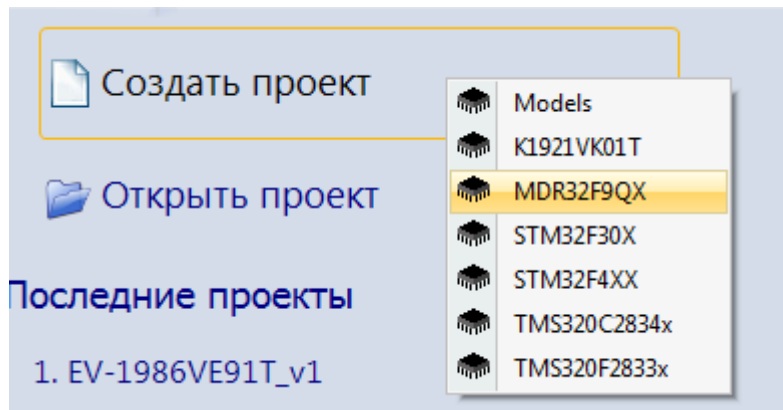 Создать проект
Models
K1921VK01T
MDR32F9QX
Открыть проект
STM32F30X
STM32F4XX
Последние проекты
TMS320C2834x
TMS320F2833x
1. EV-1986VE91T_v1